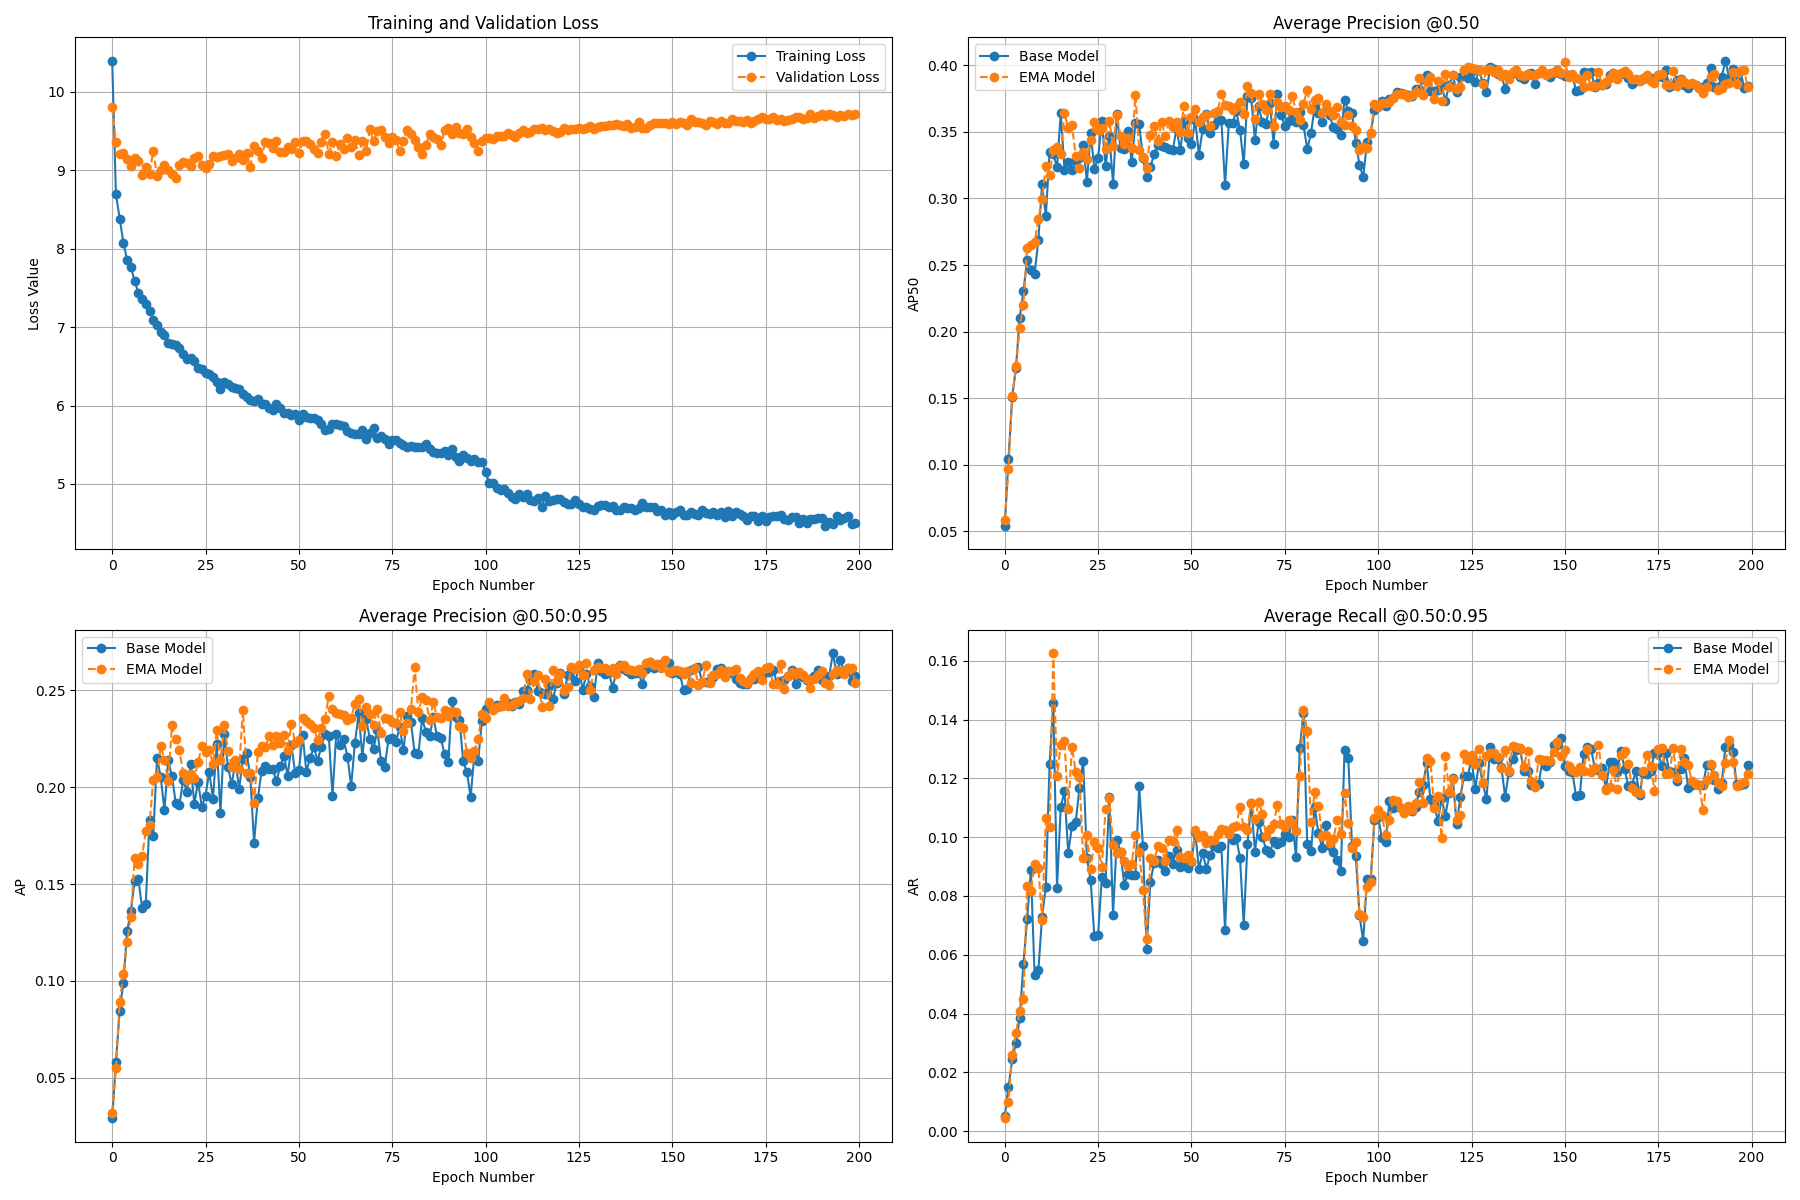 Training and Validation Loss
Training Loss
Validation Loss
Loss Value
10
9
8
7
6
5
0 25 50 75 100 125 150 175 200
Epoch Number
Average Precision @0.50
Base Model
EMA Model
AP50
0.40
0.35
0.30
0.25
0.20
0.15
0.10
0.05
0 25 50 75 100 125 150 175 200
Epoch Number
Average Precision @0.50:0.95
Base Model
EMA Model
AP
0.25
0.20
0.15
0.10
0.05
0 25 50 75 100 125 150 175 200
Epoch Number
Average Recall @0.50:0.95
Base Model
EMA Model
AR
0.16
0.14
0.12
0.10
0.08
0.06
0.04
0.02
0.00
0 25 50 75 100 125 150 175 200
Epoch Number